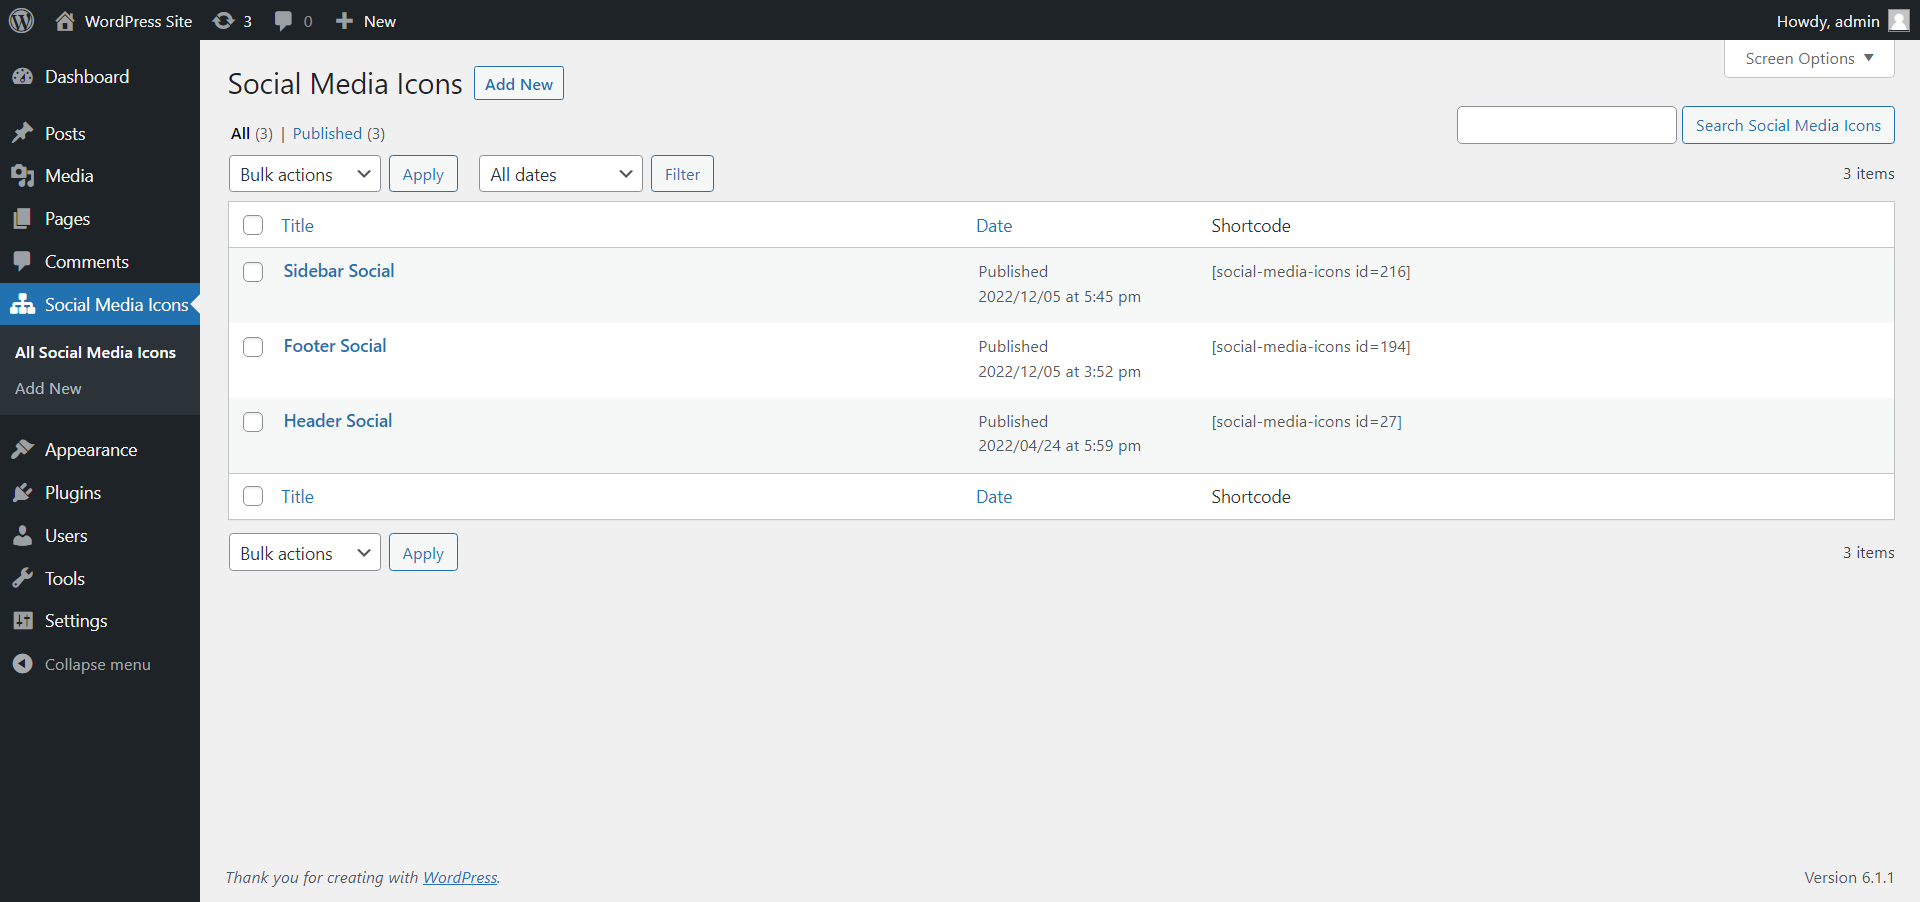 WordPress Site 3 0 New Howdy, admin
Dashboard
Posts
Media
Pages
Comments
Social Media Icons
All Social Media Icons
Add New
Appearance
Plugins
Users
Tools
Settings
Collapse menu
Screen Options
Social Media Icons Add New
All (3) | Published (3)
Search Social Media Icons
Bulk actions Apply All dates Filter 3 items
Title Date Shortcode
Sidebar Social Published [social-media-icons id=216]
2022/12/05 at 5:45 pm
Footer Social Published [social-media-icons id=194]
2022/12/05 at 3:52 pm
Header Social Published [social-media-icons id=27]
2022/04/24 at 5:59 pm
Title Date Shortcode
Bulk actions Apply 3 items
Thank you for creating with WordPress. Version 6.1.1